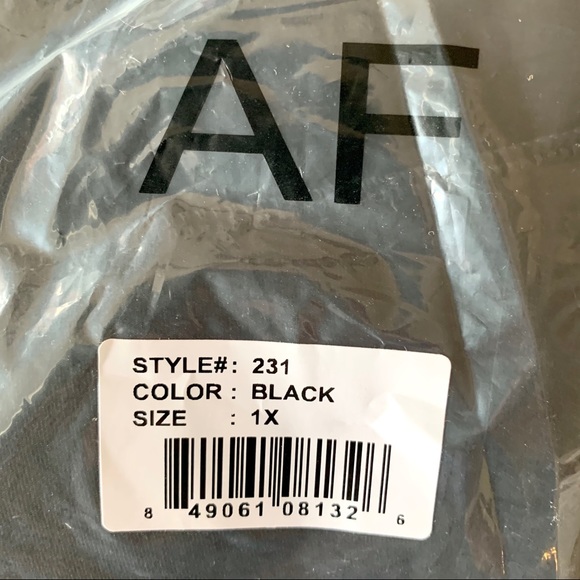 AF
STYLE#: 231
COLOR : BLACK
SIZE : 1X
8 49061 08132 6